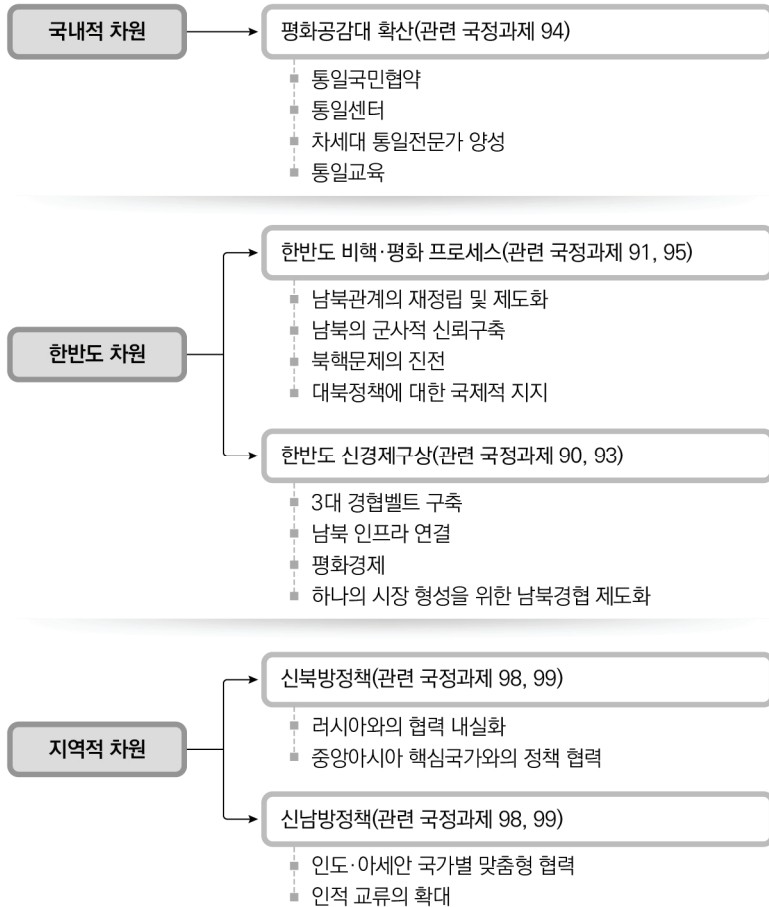 국내적 차원
평화공감대 확산(관련 국정과제 94)
통일국민협약
통일센터
차세대 통일전문가 양성
통일교육
한반도 차원
한반도 비핵·평화 프로세스(관련 국정과제 91, 95)
남북관계의 재정립 및 제도화
남북의 군사적 신뢰구축
북핵문제의 진전
대북정책에 대한 국제적 지지
한반도 신경제구상(관련 국정과제 90, 93)
3대 경협벨트 구축
남북 인프라 연결
평화경제
하나의 시장 형성을 위한 남북경협 제도화
지역적 차원
신북방정책(관련 국정과제 98, 99)
러시아와의 협력 내실화
중앙아시아 핵심국가와의 정책 협력
신남방정책(관련 국정과제 98, 99)
인도·아세안 국가별 맞춤형 협력
인적 교류의 확대